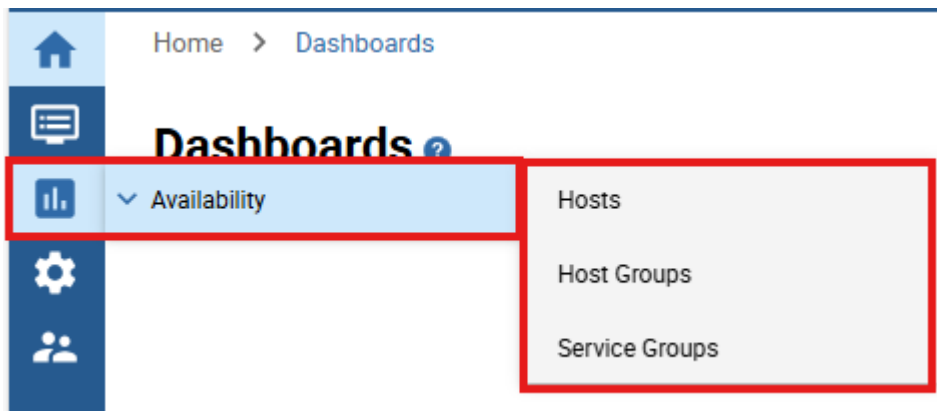 Home > Dashboards
Dashboards ?
Availability
Hosts
Host Groups
Service Groups